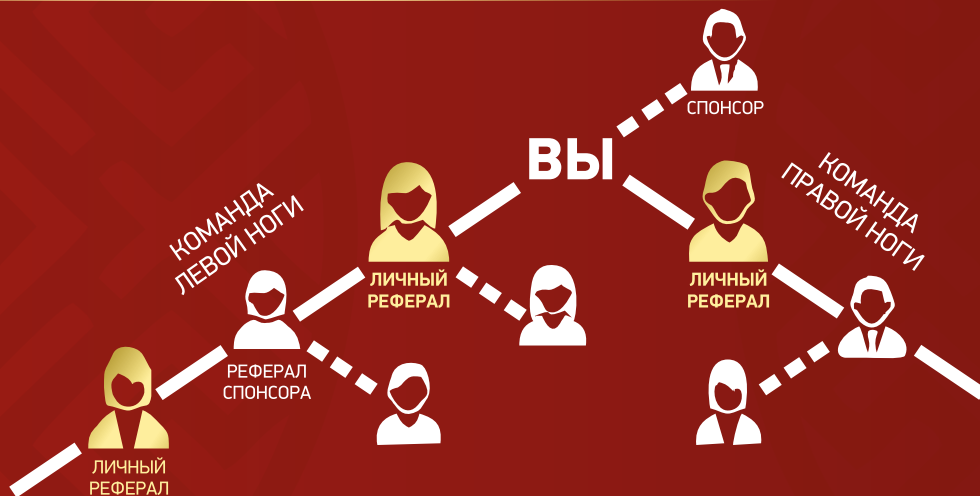 СПОНСОР
ВЫ
КОМАНДА
ЛЕВОЙ НОГИ
КОМАНДА
ПРАВОЙ НОГИ
ЛИЧНЫЙ
РЕФЕРАЛ
ЛИЧНЫЙ
РЕФЕРАЛ
РЕФЕРАЛ
СПОНСОРА
ЛИЧНЫЙ
РЕФЕРАЛ